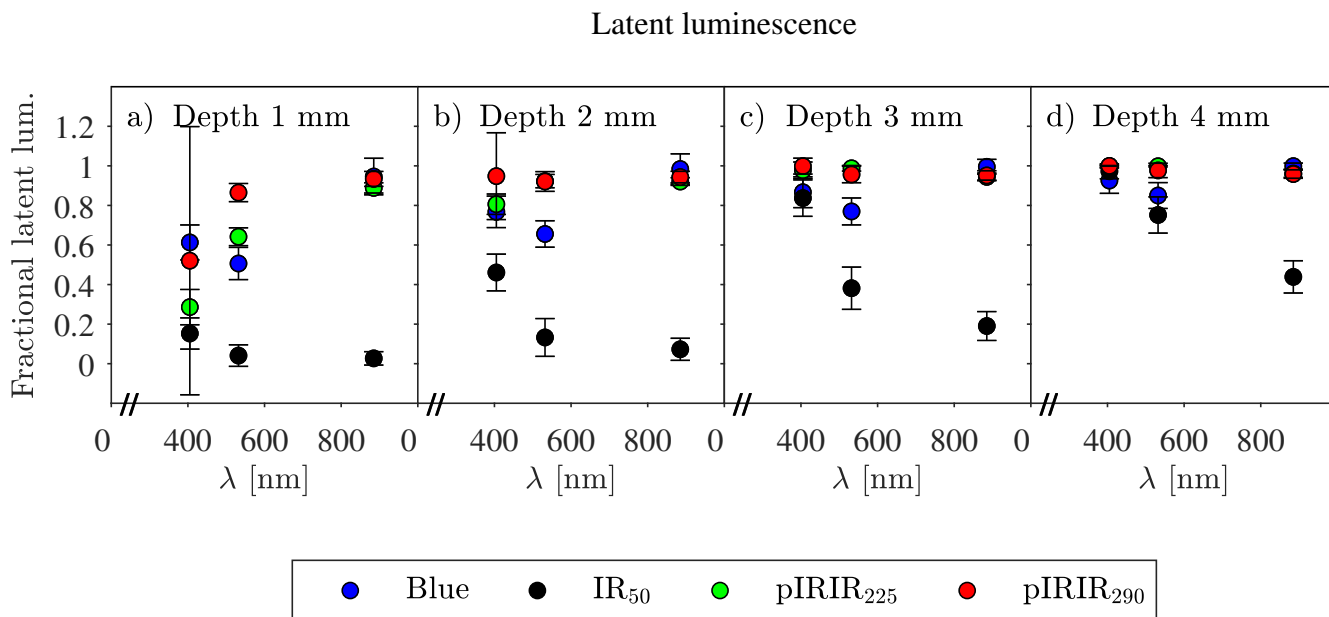 Latent luminescence
a) Depth 1 mm b) Depth 2 mm c) Depth 3 mm d) Depth 4 mm
Fractional latent lum.
1.2
1
0.8
0.6
0.4
0.2
0
0 400 600 800 0 400 600 800 0 400 600 800 0 400 600 800
λ [nm] λ [nm] λ [nm] λ [nm]
Blue IR₅₀ pIRIR₂₂₅ pIRIR₂₉₀